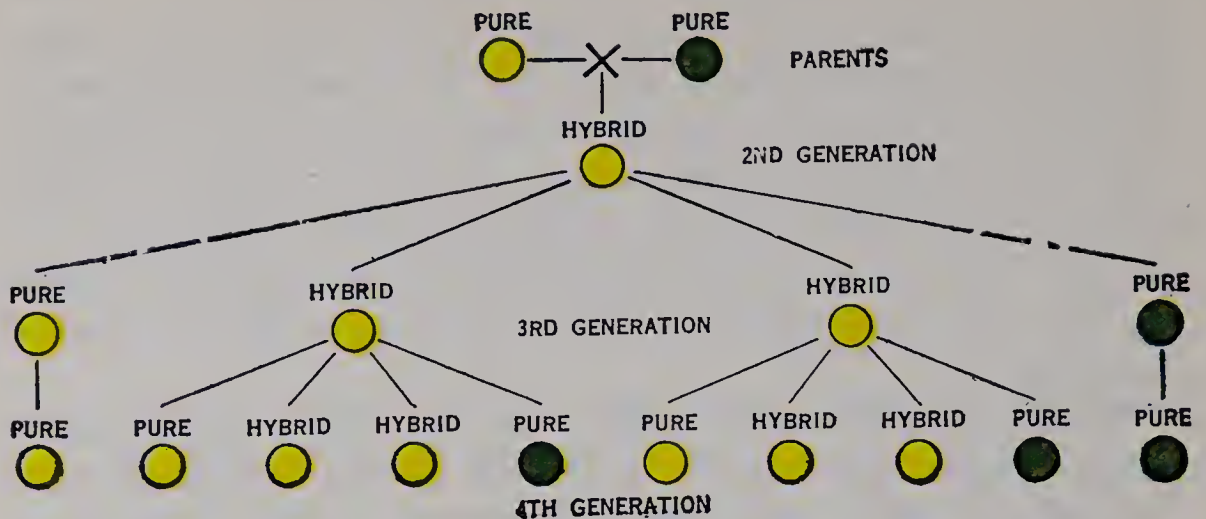 PURE PURE
PARENTS
HYBRID
2ND GENERATION
PURE HYBRID HYBRID PURE
3RD GENERATION
PURE PURE HYBRID HYBRID PURE PURE HYBRID HYBRID PURE PURE
4TH GENERATION